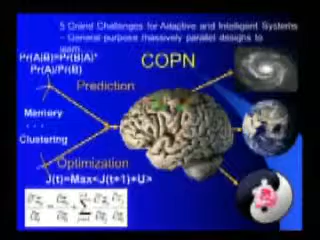 5 Grand Challenges for Adaptive and Intelligent Systems
– General purpose massively parallel designs to
learn...
COPN
Pr(A|B)=Pr(B|A)*
Pr(A)/Pr(B)
Prediction
Memory
. . .
Clustering
Optimization
J(t)=Max<J(t+1)+U>